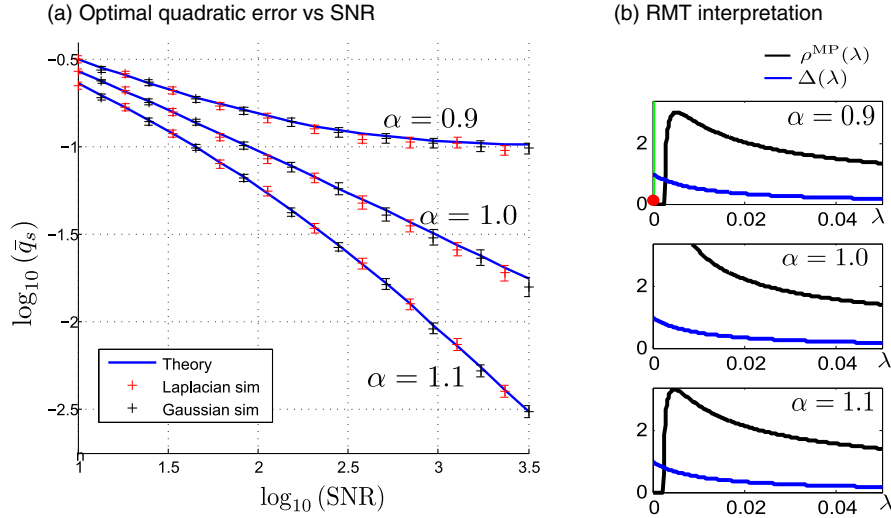 (a) Optimal quadratic error vs SNR
−0.5
−1
−1.5
−2
−2.5
log₁₀ (q̄ₛ)
α = 0.9
α = 1.0
α = 1.1
Theory
Laplacian sim
Gaussian sim
1 1.5 2 2.5 3 3.5
log₁₀ (SNR)
(b) RMT interpretation
ρᴹᴾ(λ)
Δ(λ)
α = 0.9
2
0
0 0.02 0.04 λ
α = 1.0
2
0
0 0.02 0.04
α = 1.1
2
0
0 0.02 0.04 λ